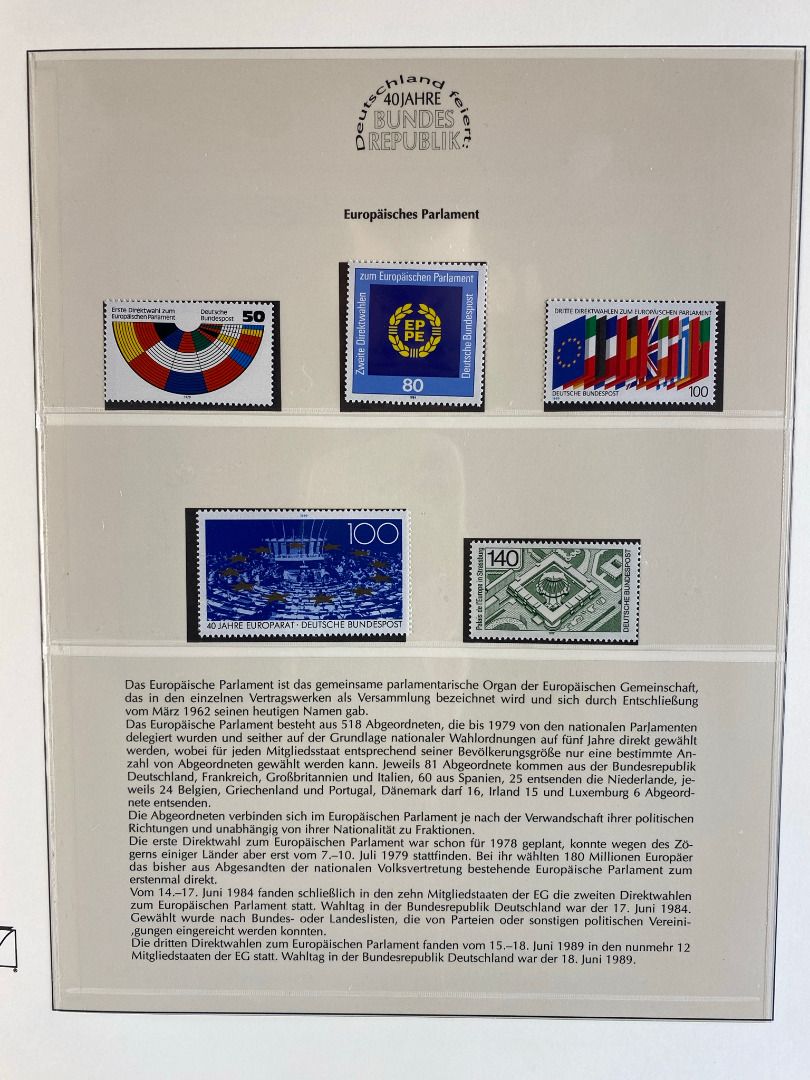 Deutschland feiert:
40 JAHRE
BUNDES
REPUBLIK
Europäisches Parlament
Erste Direktwahl zum
Europäischen Parlament
Deutsche
Bundespost
50
1979
Zweite Direktwahlen
zum Europäischen Parlament
Deutsche Bundespost
EP
PE
80
1984
DRITTE DIREKTWAHLEN ZUM EUROPÄISCHEN PARLAMENT
DEUTSCHE BUNDESPOST
100
1989
100
40 JAHRE EUROPARAT · DEUTSCHE BUNDESPOST
140
Palais de l'Europe in Strassburg
DEUTSCHE BUNDESPOST
Das Europäische Parlament ist das gemeinsame parlamentarische Organ der Europäischen Gemeinschaft,
das in den einzelnen Vertragswerken als Versammlung bezeichnet wird und sich durch Entschließung
vom März 1962 seinen heutigen Namen gab.
Das Europäische Parlament besteht aus 518 Abgeordneten, die bis 1979 von den nationalen Parlamenten
delegiert wurden und seither auf der Grundlage nationaler Wahlordnungen auf fünf Jahre direkt gewählt
werden, wobei für jeden Mitgliedsstaat entsprechend seiner Bevölkerungsgröße nur eine bestimmte An-
zahl von Abgeordneten gewählt werden kann. Jeweils 81 Abgeordnete kommen aus der Bundesrepublik
Deutschland, Frankreich, Großbritannien und Italien, 60 aus Spanien, 25 entsenden die Niederlande, je-
weils 24 Belgien, Griechenland und Portugal, Dänemark darf 16, Irland 15 und Luxemburg 6 Abgeord-
nete entsenden.
Die Abgeordneten verbinden sich im Europäischen Parlament je nach der Verwandschaft ihrer politischen
Richtungen und unabhängig von ihrer Nationalität zu Fraktionen.
Die erste Direktwahl zum Europäischen Parlament war schon für 1978 geplant, konnte wegen des Zö-
gerns einiger Länder aber erst vom 7.–10. Juli 1979 stattfinden. Bei ihr wählten 180 Millionen Europäer
das bisher aus Abgesandten der nationalen Volksvertretung bestehende Europäische Parlament zum
erstenmal direkt.
Vom 14.–17. Juni 1984 fanden schließlich in den zehn Mitgliedstaaten der EG die zweiten Direktwahlen
zum Europäischen Parlament statt. Wahltag in der Bundesrepublik Deutschland war der 17. Juni 1984.
Gewählt wurde nach Bundes- oder Landeslisten, die von Parteien oder sonstigen politischen Vereini-
,gungen eingereicht werden konnten.
Die dritten Direktwahlen zum Europäischen Parlament fanden vom 15.–18. Juni 1989 in den nunmehr 12
Mitgliedstaaten der EG statt. Wahltag in der Bundesrepublik Deutschland war der 18. Juni 1989.